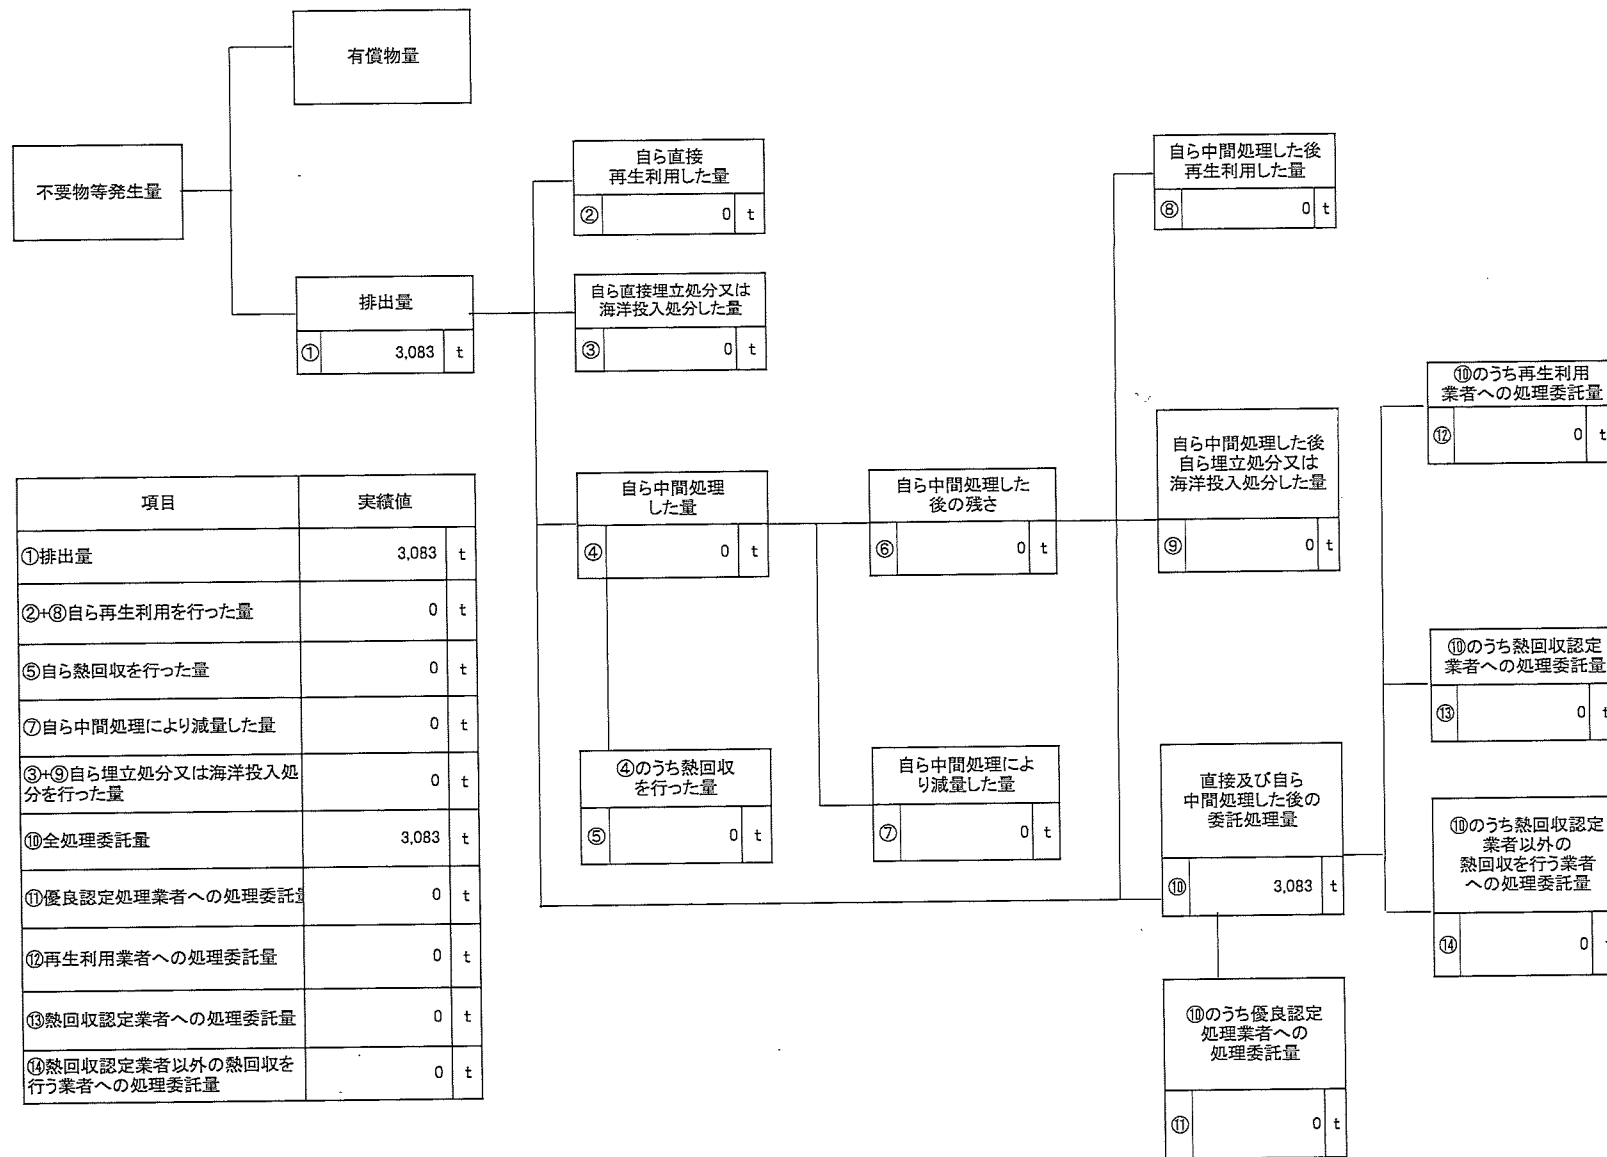 有償物量
不要物等発生量
排出量
① 3,083 t
自ら直接
再生利用した量
② 0 t
自ら直接埋立処分又は
海洋投入処分した量
③ 0 t
自ら中間処理
した量
④ 0 t
④のうち熱回収
を行った量
⑤ 0 t
自ら中間処理した
後の残さ
⑥ 0 t
自ら中間処理によ
り減量した量
⑦ 0 t
自ら中間処理した後
再生利用した量
⑧ 0 t
自ら中間処理した後
自ら埋立処分又は
海洋投入処分した量
⑨ 0 t
直接及び自ら
中間処理した後の
委託処理量
⑩ 3,083 t
⑩のうち優良認定
処理業者への
処理委託量
⑪ 0 t
⑩のうち再生利用
業者への処理委託量
⑫ 0 t
⑩のうち熱回収認定
業者への処理委託量
⑬ 0 t
⑩のうち熱回収認定
業者以外の
熱回収を行う業者
への処理委託量
⑭ 0
項目 実績値
①排出量 3,083 t
②+⑧自ら再生利用を行った量 0 t
⑤自ら熱回収を行った量 0 t
⑦自ら中間処理により減量した量 0 t
③+⑨自ら埋立処分又は海洋投入処
分を行った量 0 t
⑩全処理委託量 3,083 t
⑪優良認定処理業者への処理委託量 0 t
⑫再生利用業者への処理委託量 0 t
⑬熱回収認定業者への処理委託量 0 t
⑭熱回収認定業者以外の熱回収を
行う業者への処理委託量 0 t